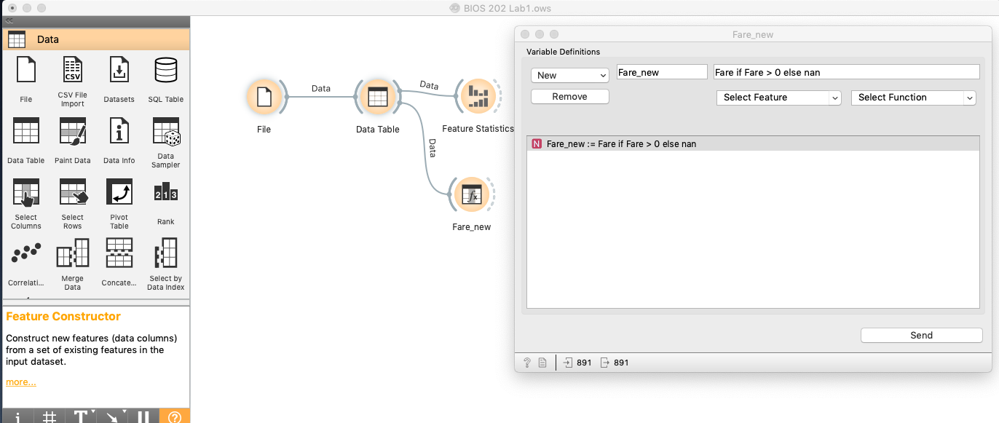 BIOS 202 Lab1.ows
<<
Data
File
CSV
CSV File
Import
Datasets
SQL Table
Data Table
Paint Data
Data Info
Data
Sampler
Select
Columns
Select
Rows
Pivot
Table
2 1 3
Rank
Correlati...
Merge
Data
Concate...
Select by
Data Index
Feature Constructor
Construct new features (data columns)
from a set of existing features in the
input dataset.
more...
i # T ?
File
Data
Data Table
Data
Feature Statistics
Data
fx
Fare_new
Fare_new
Variable Definitions
New
Fare_new
Fare if Fare > 0 else nan
Remove
Select Feature
Select Function
N Fare_new := Fare if Fare > 0 else nan
Send
? 891 891